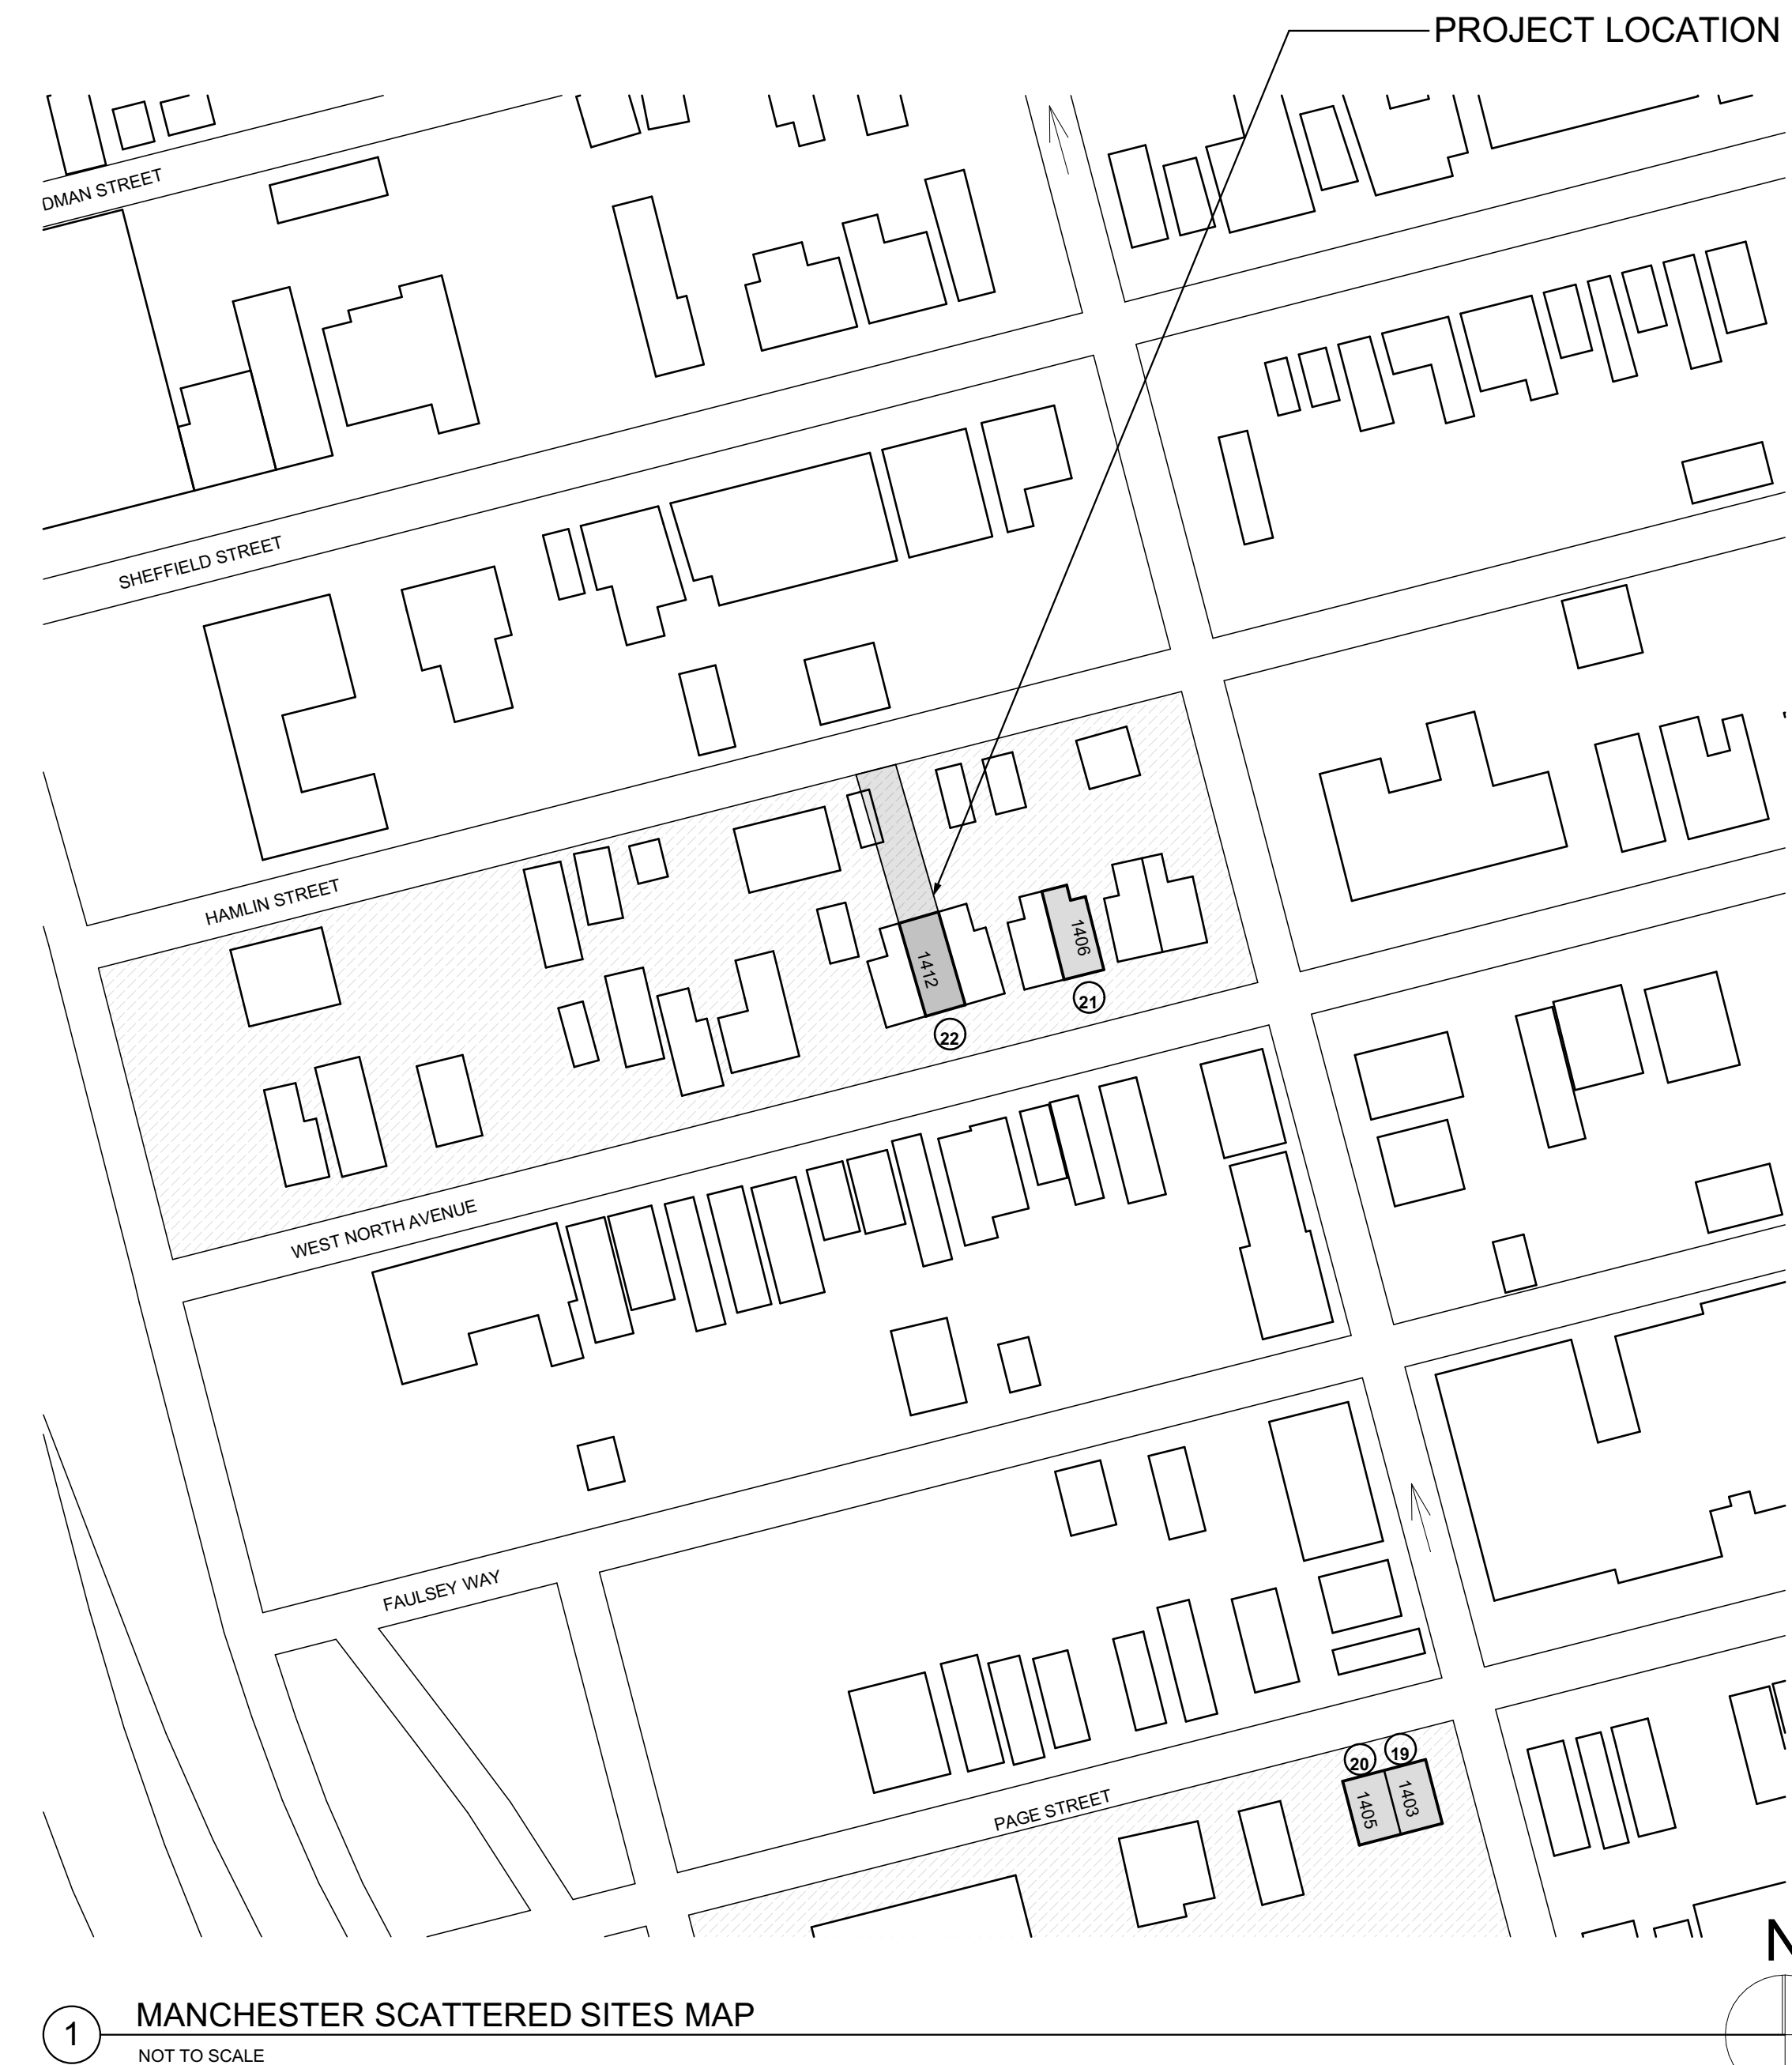 PROJECT LOCATION
DMAN STREET
SHEFFIELD STREET
HAMLIN STREET
1406
1412
21
22
WEST NORTH AVENUE
FAULSEY WAY
PAGE STREET
20
19
1405
1403
N
1
MANCHESTER SCATTERED SITES MAP
NOT TO SCALE